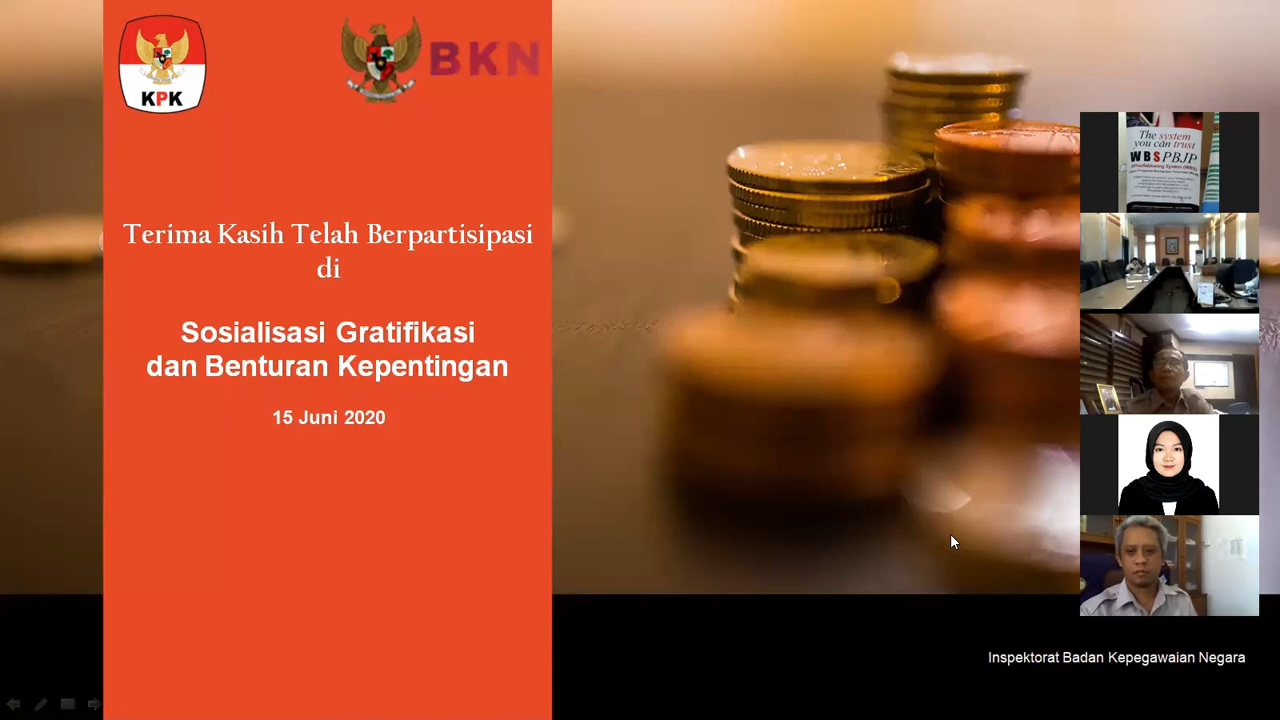 KPK
BKN
Terima Kasih Telah Berpartisipasi
di
Sosialisasi Gratifikasi
dan Benturan Kepentingan
15 Juni 2020
The system
you can trust
WBSPBJP
Inspektorat Badan Kepegawaian Negara